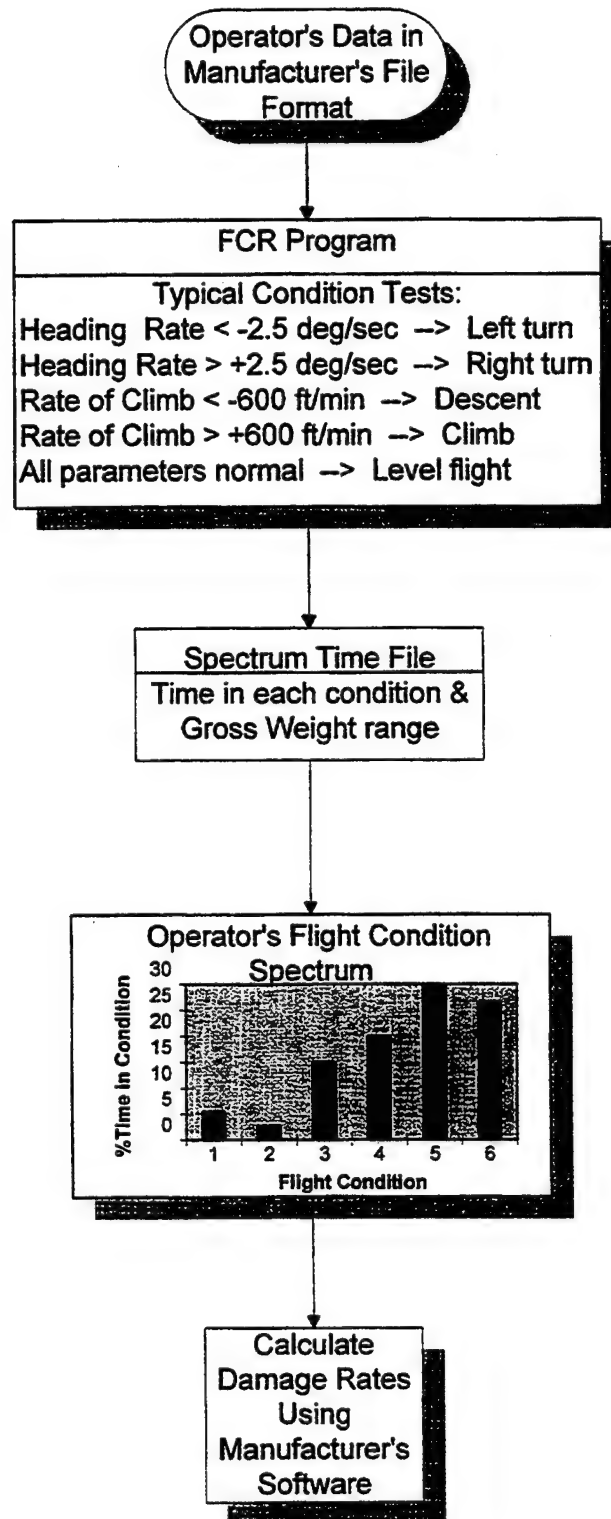 Operator's Data in
Manufacturer's File
Format
FCR Program
Typical Condition Tests:
Heading Rate < -2.5 deg/sec --> Left turn
Heading Rate > +2.5 deg/sec --> Right turn
Rate of Climb < -600 ft/min --> Descent
Rate of Climb > +600 ft/min --> Climb
All parameters normal --> Level flight
Spectrum Time File
Time in each condition &
Gross Weight range
Operator's Flight Condition
Spectrum
%Time in Condition
30
25
20
15
10
5
0
1 2 3 4 5 6
Flight Condition
Calculate
Damage Rates
Using
Manufacturer's
Software